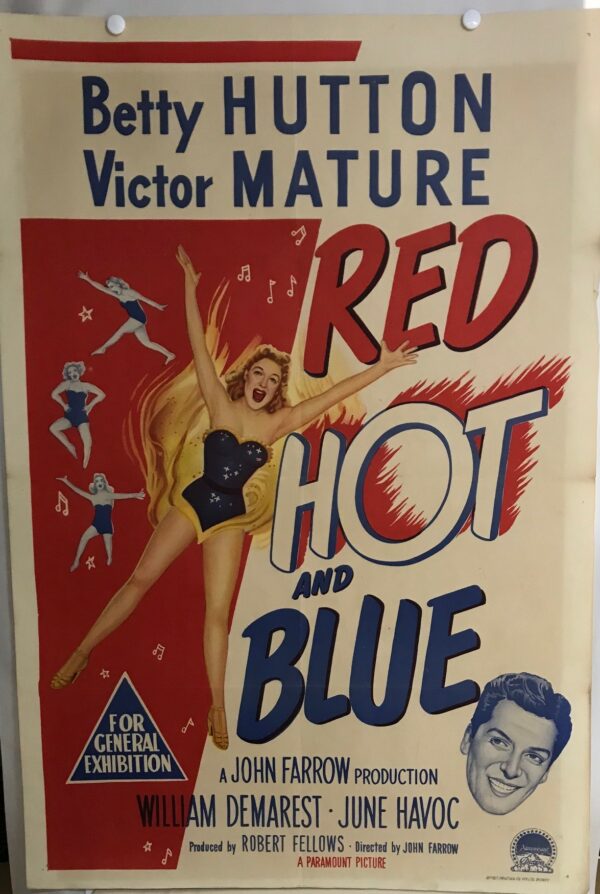 Betty HUTTON
Victor MATURE
RED
HOT
AND
BLUE
FOR
GENERAL
EXHIBITION
A JOHN FARROW PRODUCTION
WILLIAM DEMAREST · JUNE HAVOC
Produced by ROBERT FELLOWS · Directed by JOHN FARROW
A PARAMOUNT PICTURE
Paramount